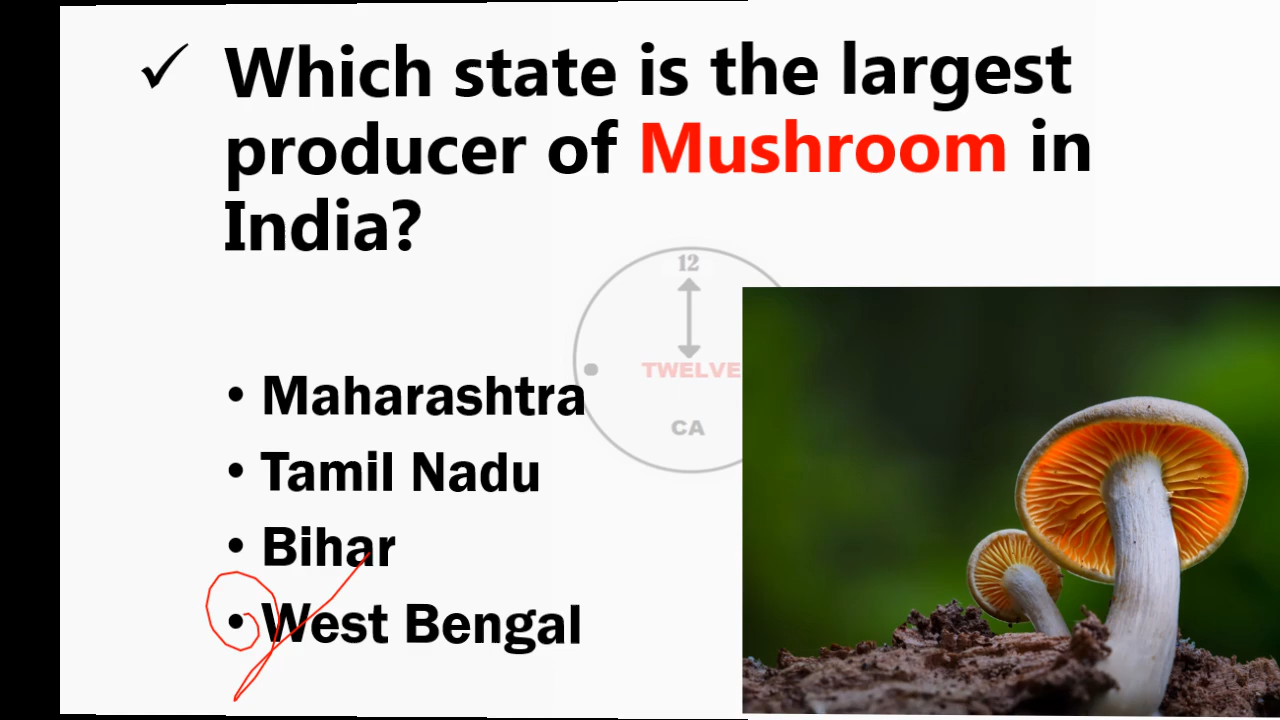 ✓ Which state is the largest
producer of Mushroom in
India?
12
TWELVE
CA
• Maharashtra
• Tamil Nadu
• Bihar
• West Bengal